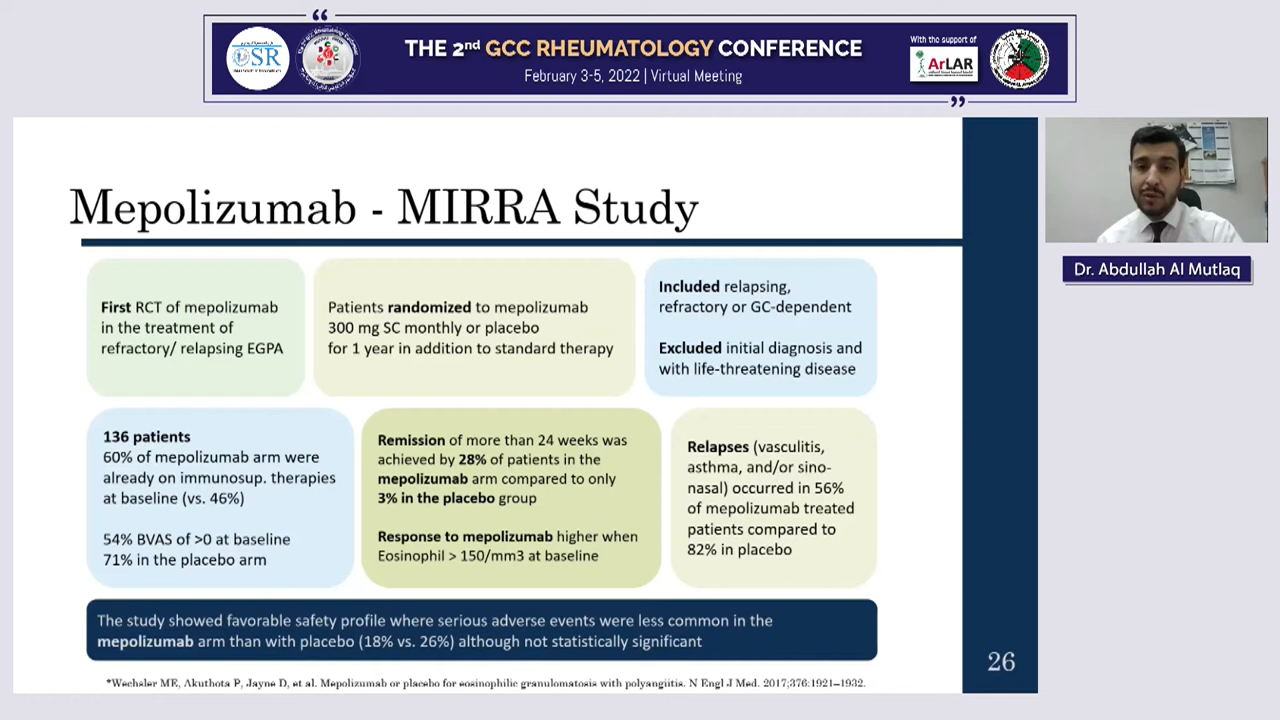 THE 2nd GCC RHEUMATOLOGY CONFERENCE
February 3-5, 2022 | Virtual Meeting
With the support of
OSR
ArLAR
Mepolizumab - MIRRA Study
First RCT of mepolizumab
in the treatment of
refractory/ relapsing EGPA
Patients randomized to mepolizumab
300 mg SC monthly or placebo
for 1 year in addition to standard therapy
Included relapsing,
refractory or GC-dependent
Excluded initial diagnosis and
with life-threatening disease
136 patients
60% of mepolizumab arm were
already on immunosup. therapies
at baseline (vs. 46%)
54% BVAS of >0 at baseline
71% in the placebo arm
Remission of more than 24 weeks was
achieved by 28% of patients in the
mepolizumab arm compared to only
3% in the placebo group
Response to mepolizumab higher when
Eosinophil > 150/mm3 at baseline
Relapses (vasculitis,
asthma, and/or sino-
nasal) occurred in 56%
of mepolizumab treated
patients compared to
82% in placebo
The study showed favorable safety profile where serious adverse events were less common in the
mepolizumab arm than with placebo (18% vs. 26%) although not statistically significant
*Wechsler ME, Akuthota P, Jayne D, et al. Mepolizumab or placebo for eosinophilic granulomatosis with polyangiitis. N Engl J Med. 2017;376:1921–1932.
26
Dr. Abdullah Al Mutlaq